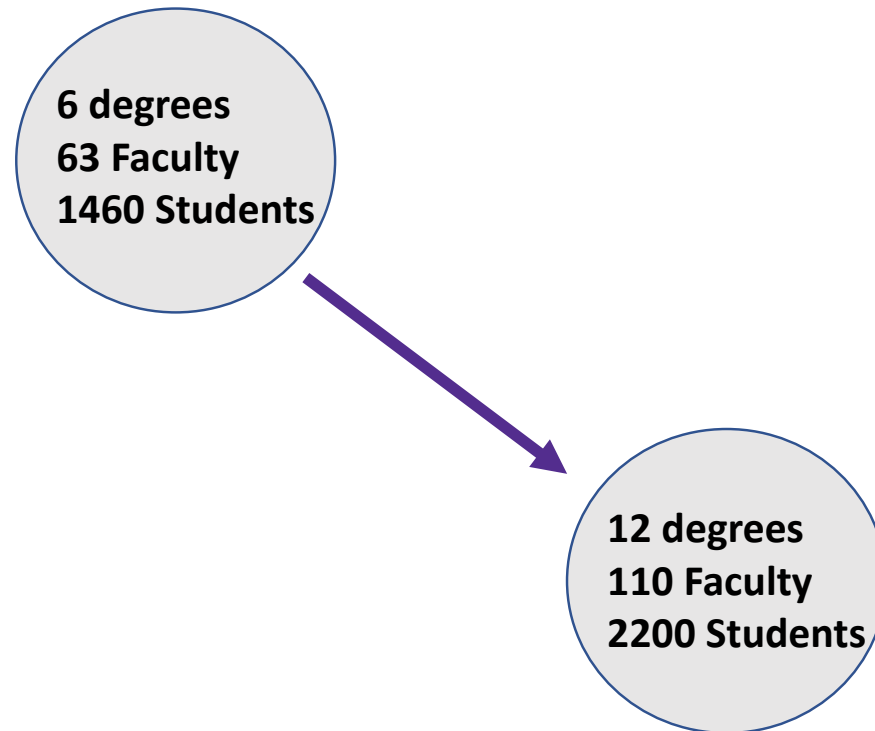 6 degrees
63 Faculty
1460 Students
12 degrees
110 Faculty
2200 Students